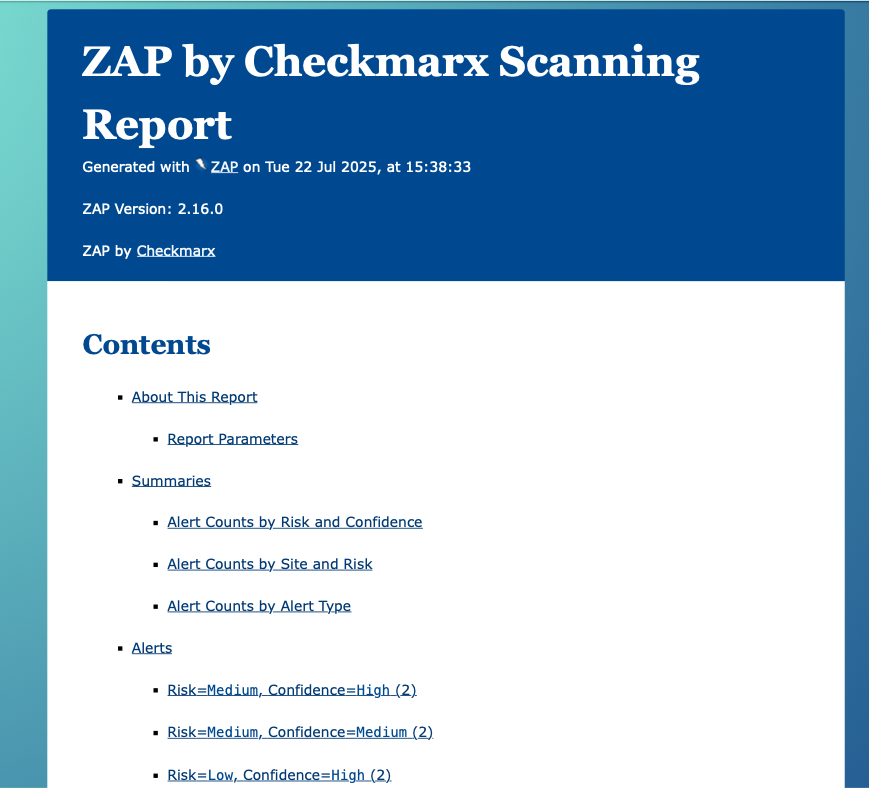 ZAP by Checkmarx Scanning
Report
Generated with ZAP on Tue 22 Jul 2025, at 15:38:33
ZAP Version: 2.16.0
ZAP by Checkmarx
Contents
About This Report
Report Parameters
Summaries
Alert Counts by Risk and Confidence
Alert Counts by Site and Risk
Alert Counts by Alert Type
Alerts
Risk=Medium, Confidence=High (2)
Risk=Medium, Confidence=Medium (2)
Risk=Low, Confidence=High (2)